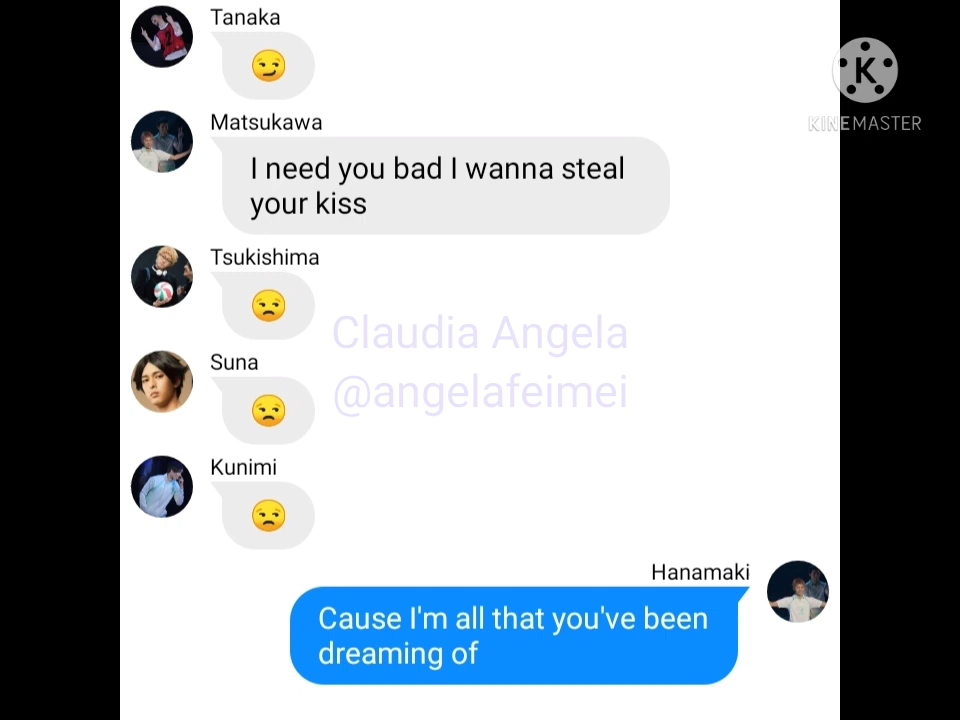 Tanaka
😏
K
KINEMASTER
Matsukawa
I need you bad I wanna steal
your kiss
Tsukishima
😒
Claudia Angela
Suna
@angelafeimei
😒
Kunimi
😒
Hanamaki
Cause I'm all that you've been
dreaming of